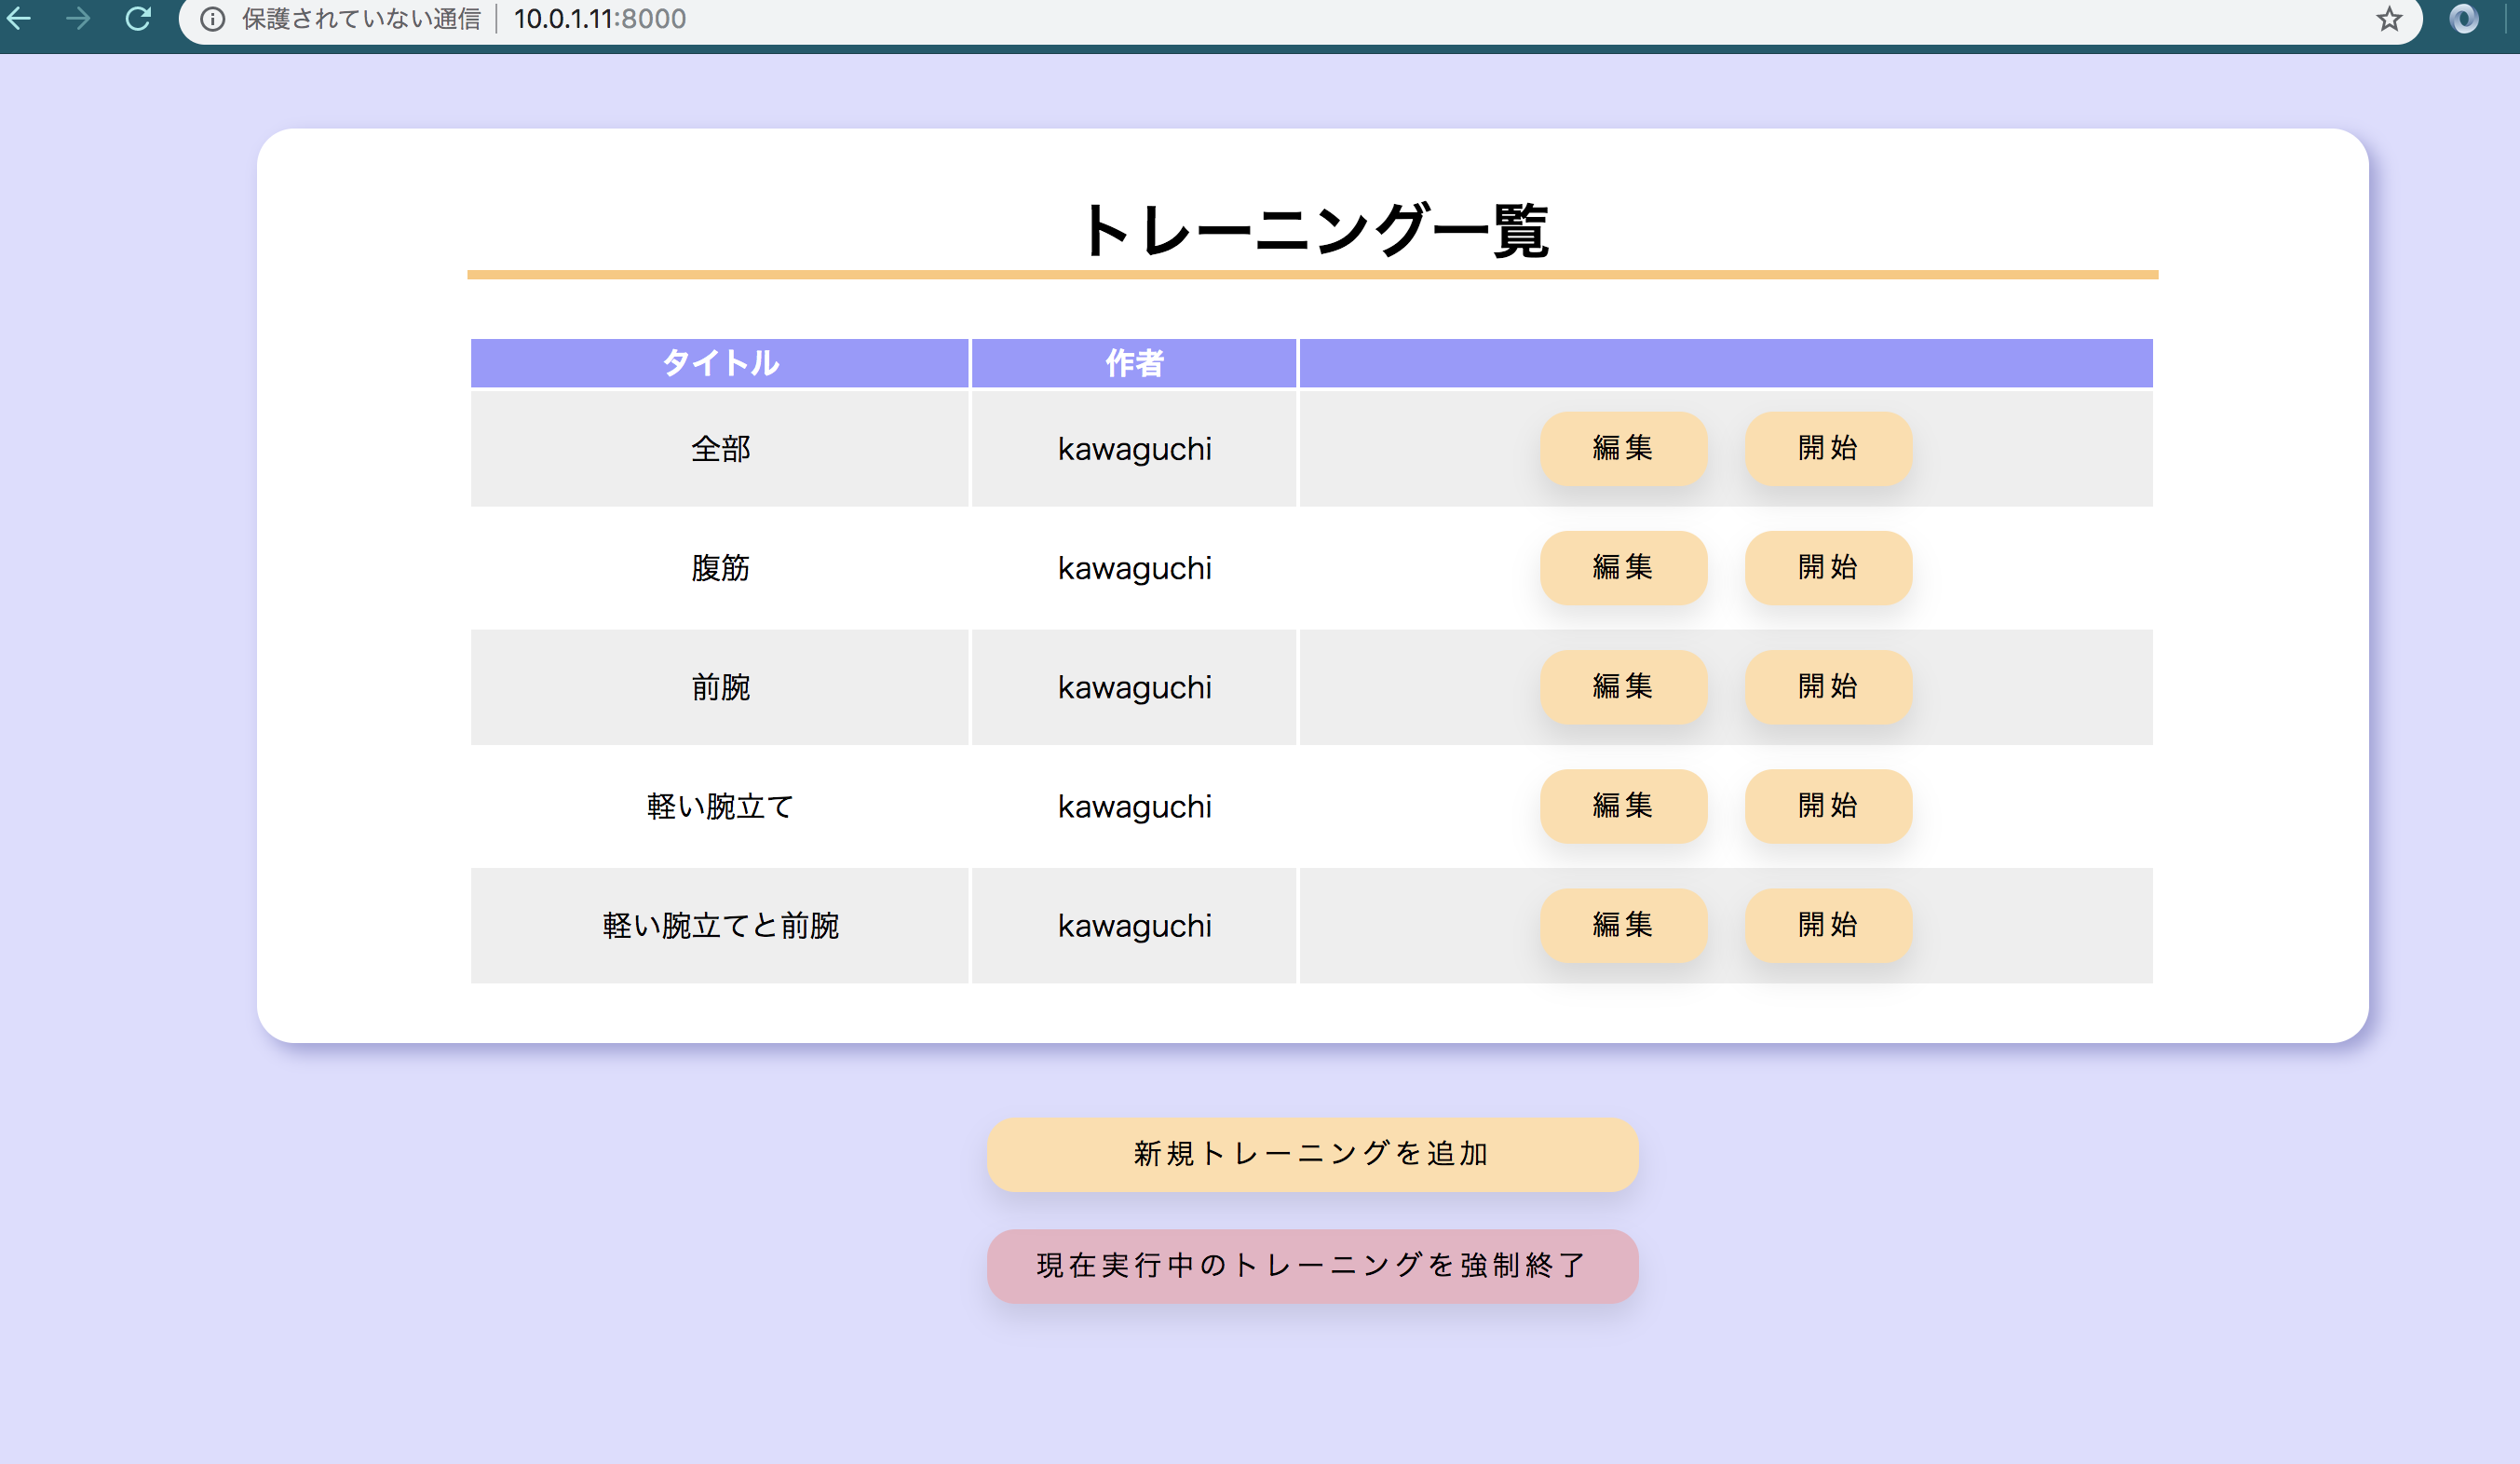 保護されていない通信 10.0.1.11:8000
トレーニング一覧
タイトル 作者
全部 kawaguchi 編集 開始
腹筋 kawaguchi 編集 開始
前腕 kawaguchi 編集 開始
軽い腕立て kawaguchi 編集 開始
軽い腕立てと前腕 kawaguchi 編集 開始
新規トレーニングを追加
現在実行中のトレーニングを強制終了